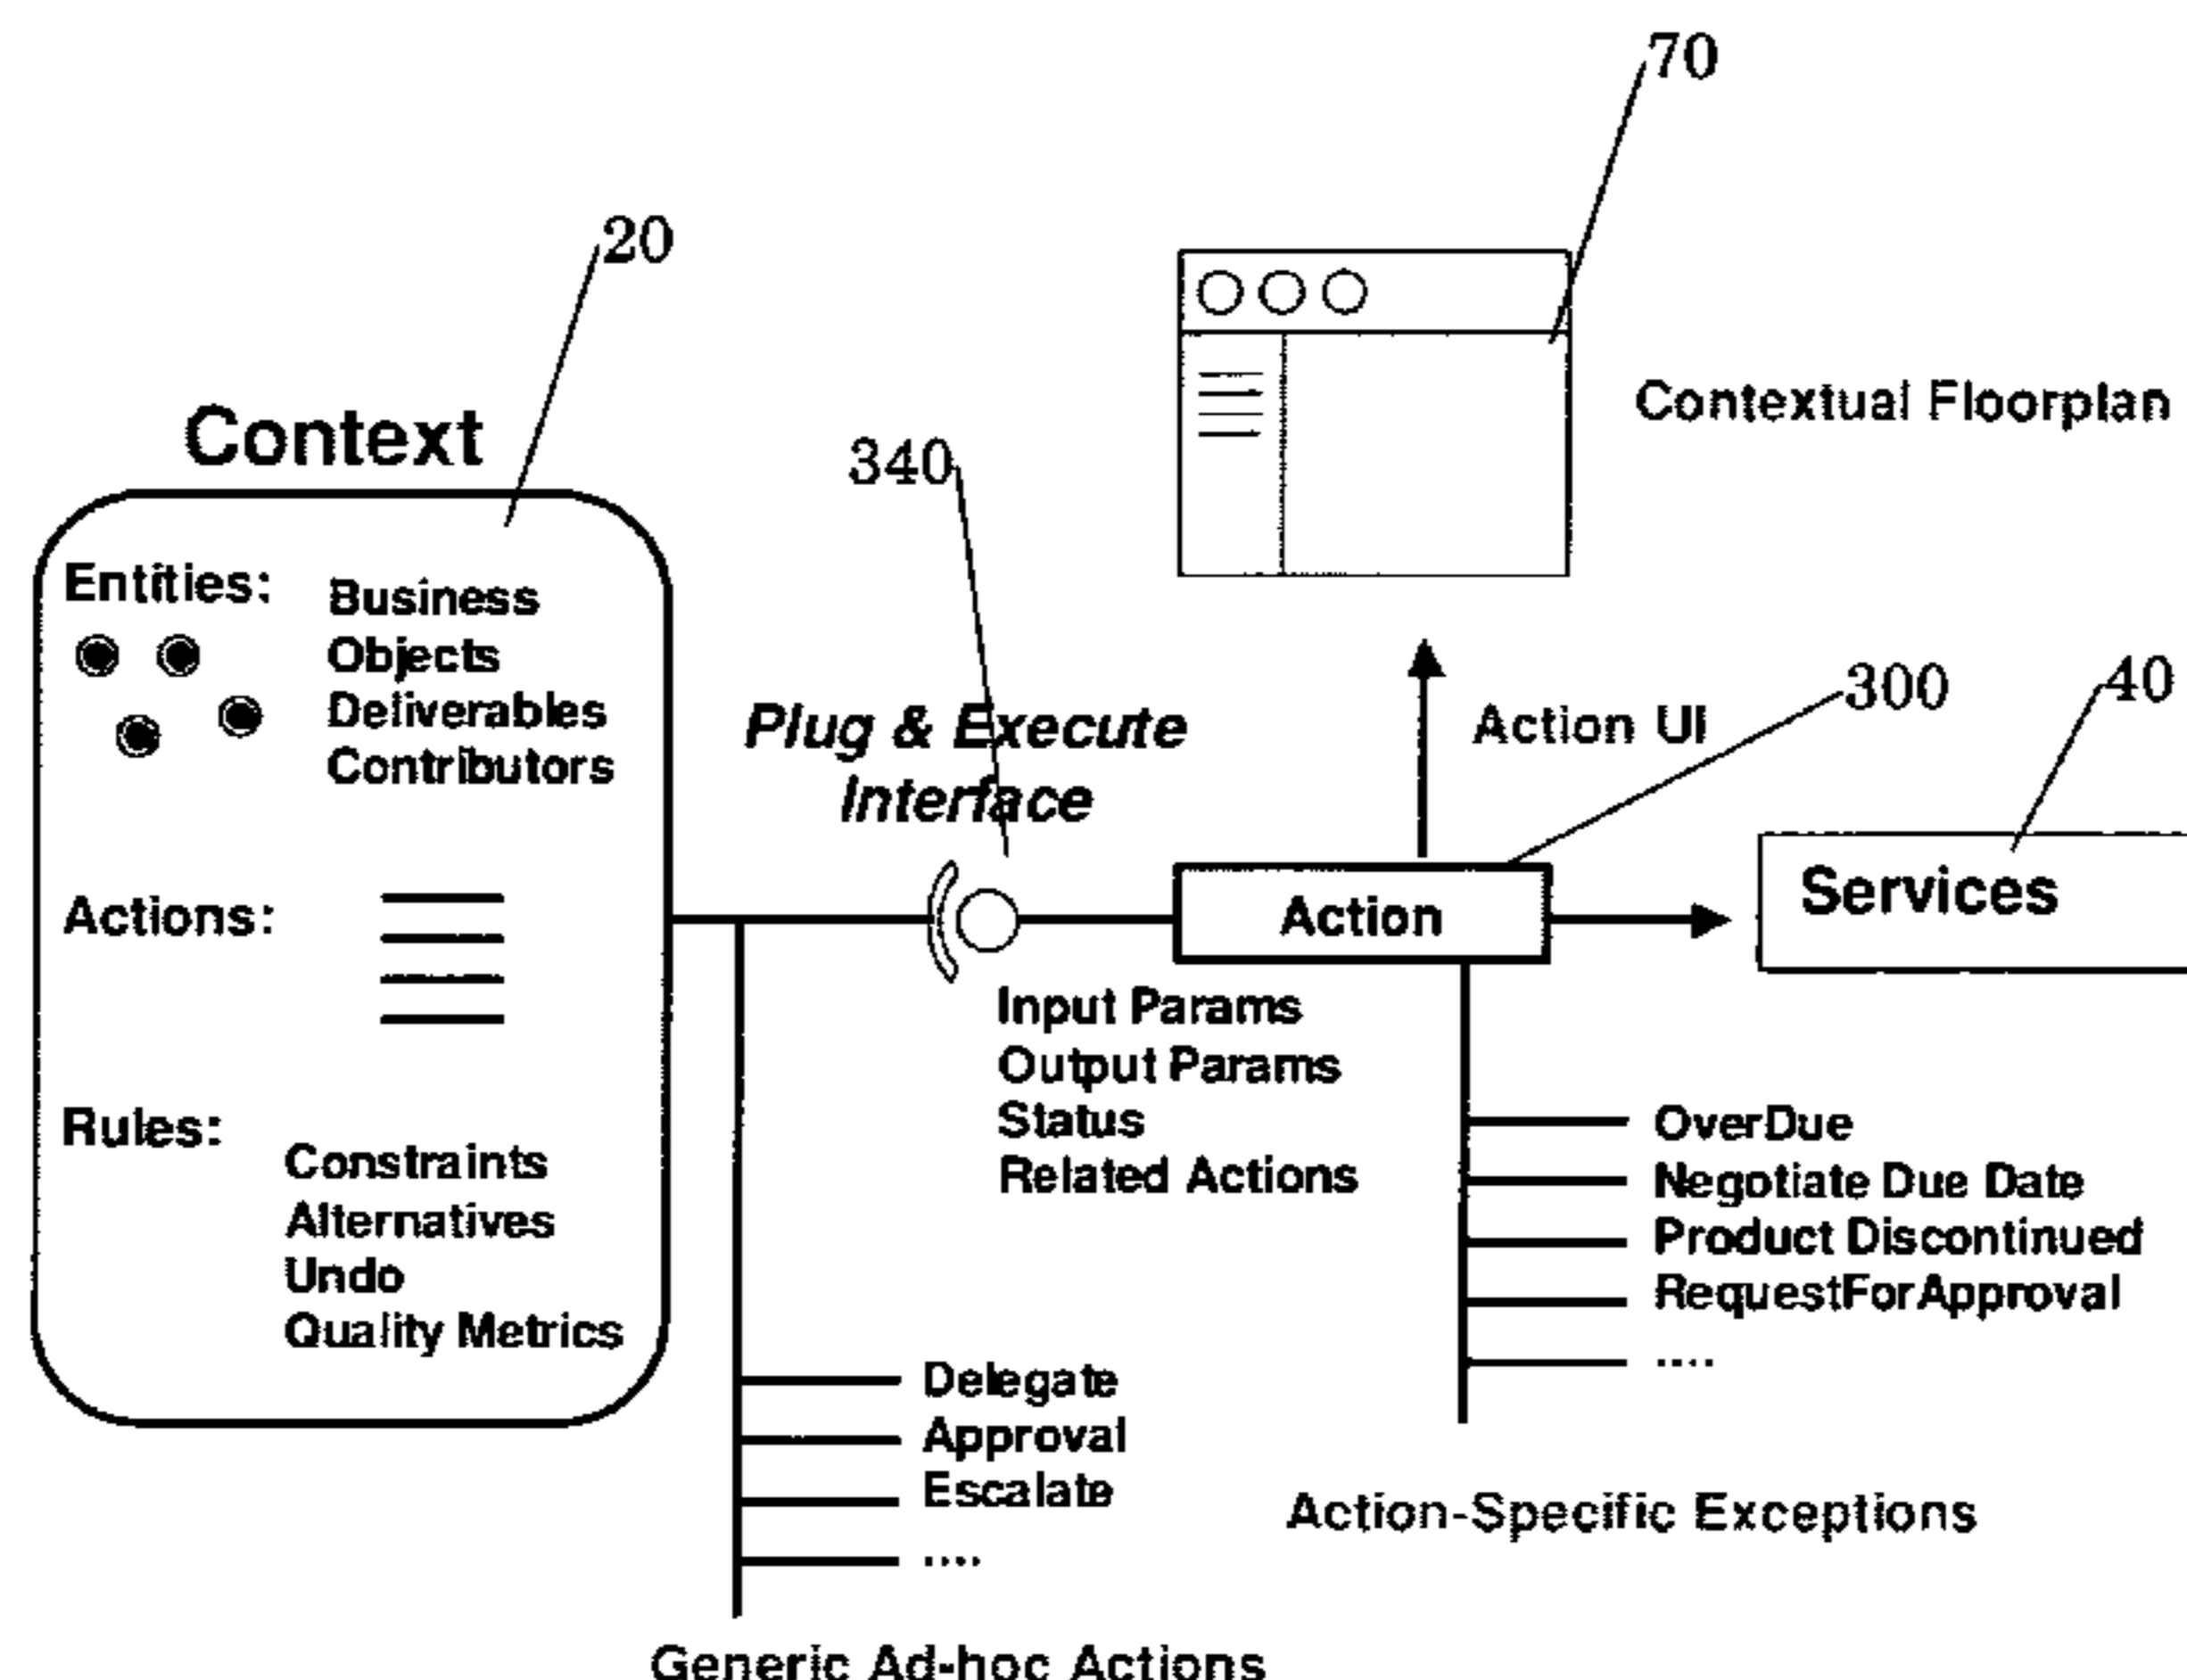 70
20
Context
340
Contextual Floorplan
Entities:
Business
Objects
Deliverables
Contributors
Plug & Execute
Interface
Action UI
300
40
Actions:
Action
Services
Input Params
Output Params
Status
Related Actions
Rules:
Constraints
Alternatives
Undo
Quality Metrics
OverDue
Negotiate Due Date
Product Discontinued
RequestForApproval
....
Delegate
Approval
Escalate
....
Action-Specific Exceptions
Generic Ad-hoc Actions